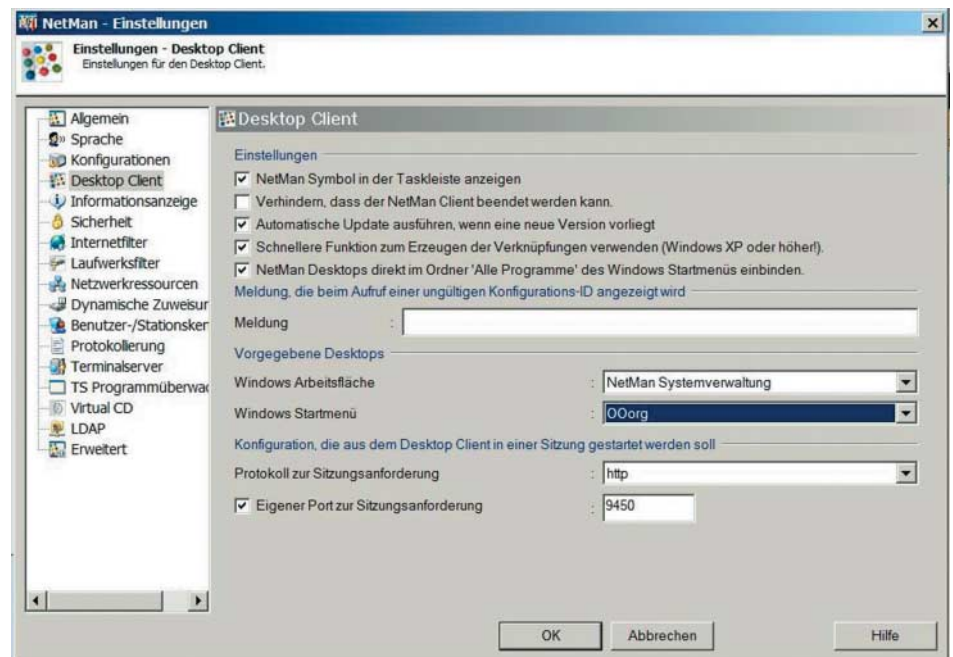 NetMan - Einstellungen
Einstellungen - Desktop Client
Einstellungen für den Desktop Client.
Allgemein
Sprache
Konfigurationen
Desktop Client
Informationsanzeige
Sicherheit
Internetfilter
Laufwerksfilter
Netzwerkressourcen
Dynamische Zuweisur
Benutzer-/Stationsker
Protokollierung
Terminalserver
TS Programmüberwac
Virtual CD
LDAP
Erweitert
Desktop Client
Einstellungen
NetMan Symbol in der Taskleiste anzeigen
Verhindern, dass der NetMan Client beendet werden kann.
Automatische Update ausführen, wenn eine neue Version vorliegt
Schnellere Funktion zum Erzeugen der Verknüpfungen verwenden (Windows XP oder höher!).
NetMan Desktops direkt im Ordner 'Alle Programme' des Windows Startmenüs einbinden.
Meldung, die beim Aufruf einer ungültigen Konfigurations-ID angezeigt wird
Meldung :
Vorgegebene Desktops
Windows Arbeitsfläche : NetMan Systemverwaltung
Windows Startmenü : OOorg
Konfiguration, die aus dem Desktop Client in einer Sitzung gestartet werden soll
Protokoll zur Sitzungsanforderung : http
Eigener Port zur Sitzungsanforderung : 9450
OK Abbrechen Hilfe